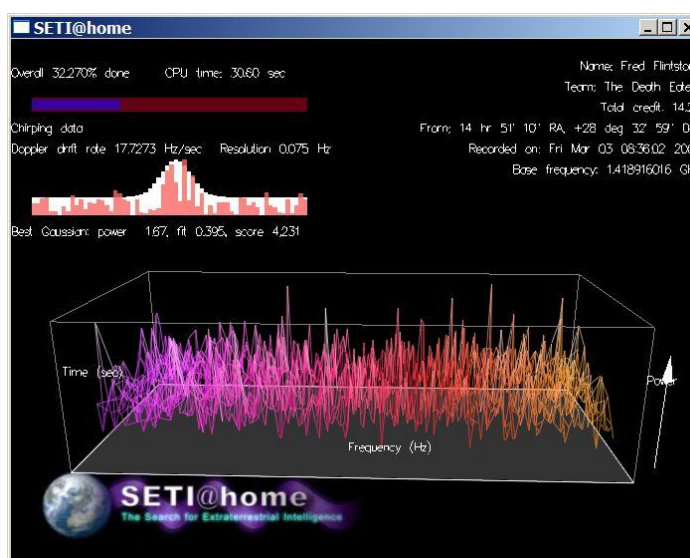 SETI@home
Overall 32.270% done CPU time: 30.60 sec
Name: Fred
Team: The Death
Total credit:
Chirping data
From: 14 hr 51' 10" RA, +28 deg 32' 59"
Doppler drift rate 17.7273 Hz/sec Resolution 0.075 Hz
Recorded on: Fri Mar 03 08:36:02
Base frequency: 1.418916016
Best Gaussian: power 1.67, fit 0.395, score 4.231
Time (sec)
Power
Frequency (Hz)
SETI@home
The Search for Extraterrestrial Intelligence